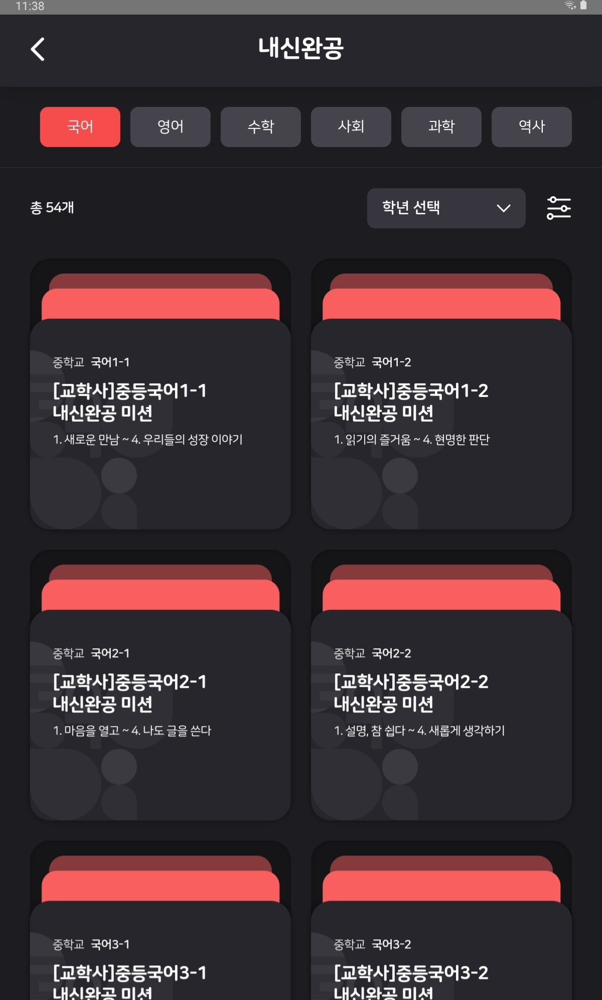 11:38
내신완공
국어 영어 수학 사회 과학 역사
총 54개 학년 선택
중학교 국어1-1
[교학사]중등국어1-1
내신완공 미션
1. 새로운 만남 ~ 4. 우리들의 성장 이야기
중학교 국어1-2
[교학사]중등국어1-2
내신완공 미션
1. 읽기의 즐거움 ~ 4. 현명한 판단
중학교 국어2-1
[교학사]중등국어2-1
내신완공 미션
1. 마음을 열고 ~ 4. 나도 글을 쓴다
중학교 국어2-2
[교학사]중등국어2-2
내신완공 미션
1. 설명, 참 쉽다 ~ 4. 새롭게 생각하기
중학교 국어3-1
[교학사]중등국어3-1
내신완공 미션
중학교 국어3-2
[교학사]중등국어3-2
내신완공 미션